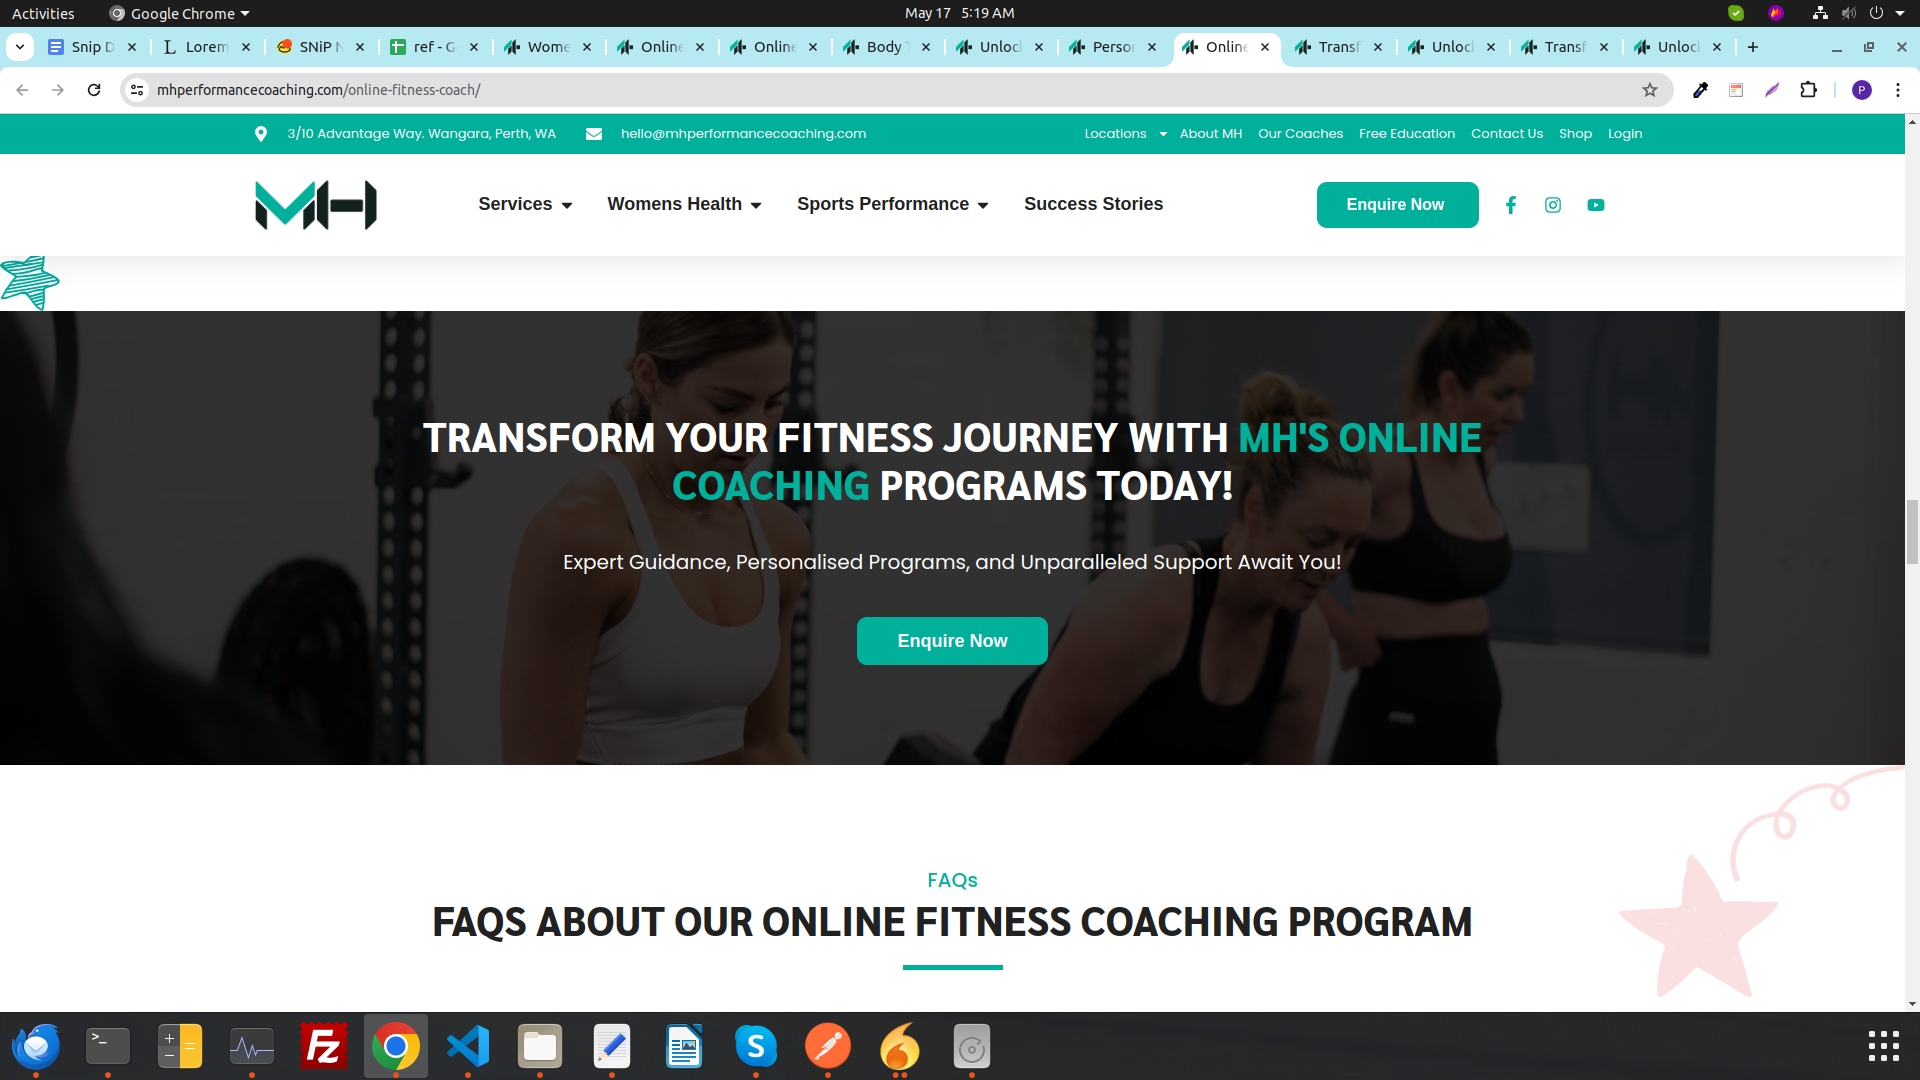 Activities
Google Chrome
May 17 5:19 AM
Snip D
Lorem
SNiP N
ref - G
Wome
Online
Online
Body
Unloc
Perso
Online
Transf
Unloc
Transf
Unloc
mhperformancecoaching.com/online-fitness-coach/
P
3/10 Advantage Way. Wangara, Perth, WA
hello@mhperformancecoaching.com
Locations
About MH
Our Coaches
Free Education
Contact Us
Shop
Login
MH
Services
Womens Health
Sports Performance
Success Stories
Enquire Now
TRANSFORM YOUR FITNESS JOURNEY WITH MH'S ONLINE
COACHING PROGRAMS TODAY!
Expert Guidance, Personalised Programs, and Unparalleled Support Await You!
Enquire Now
FAQs
FAQS ABOUT OUR ONLINE FITNESS COACHING PROGRAM